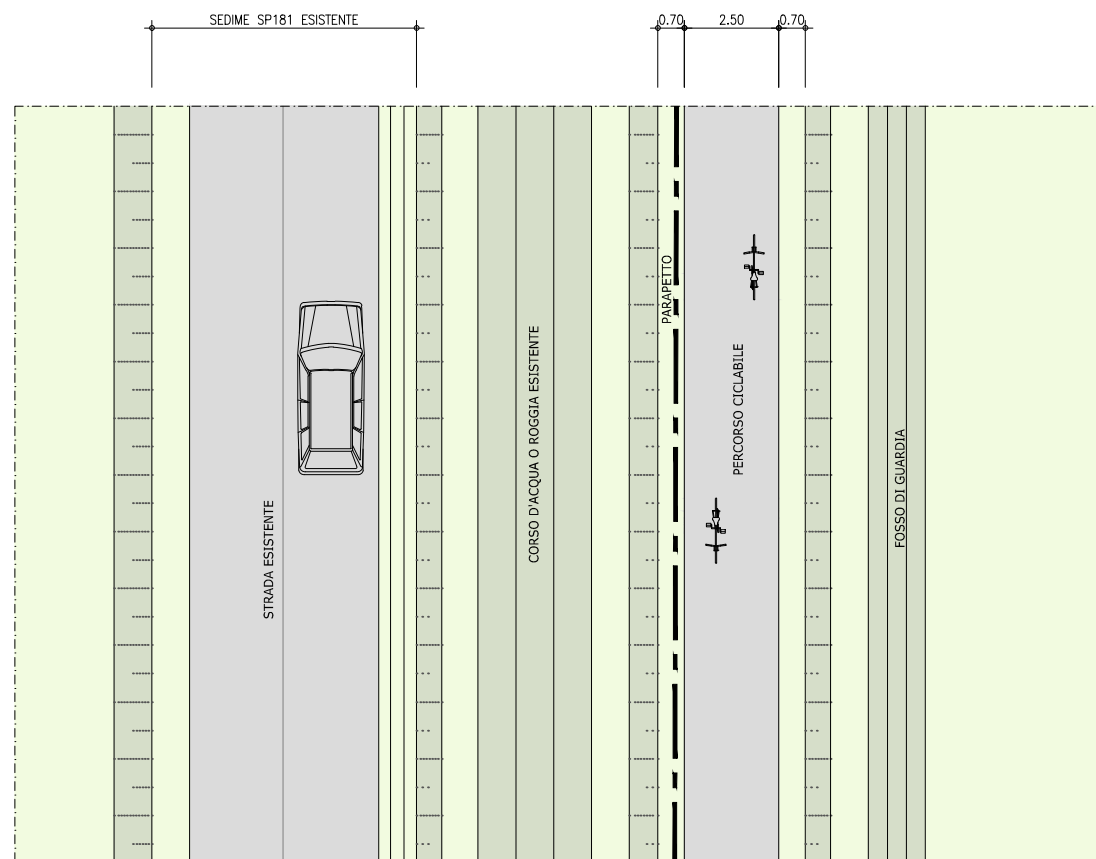 SEDIME SP181 ESISTENTE
0.70
2.50
0.70
STRADA ESISTENTE
CORSO D'ACQUA O ROGGIA ESISTENTE
PARAPETTO
PERCORSO CICLABILE
FOSSO DI GUARDIA